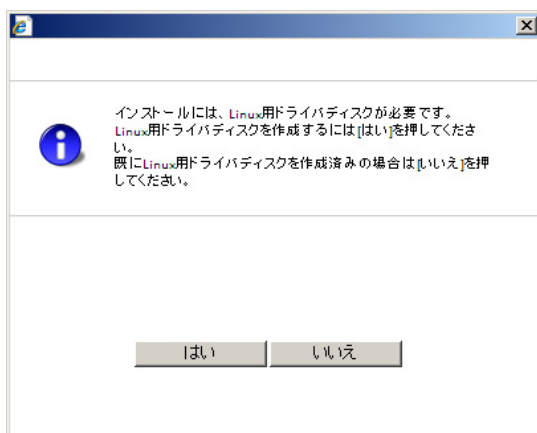 インストールには、Linux用ドライバディスクが必要です。
Linux用ドライバディスクを作成するには[はい]を押してくださ
い。
既にLinux用ドライバディスクを作成済みの場合は[いいえ]を押
してください。
はい
いいえ